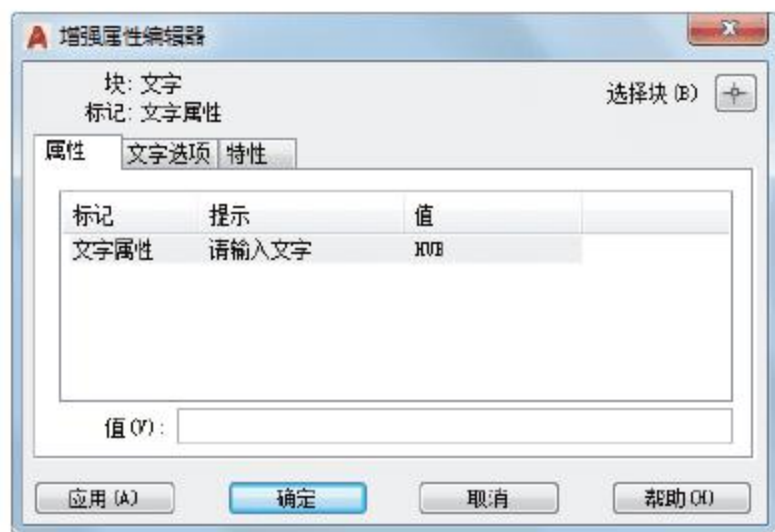 增强属性编辑器
块: 文字
标记: 文字属性
选择块(B)
属性 文字选项 特性
标记 提示 值
文字属性 请输入文字 HUB
值(V):
应用(A) 确定 取消 帮助(H)